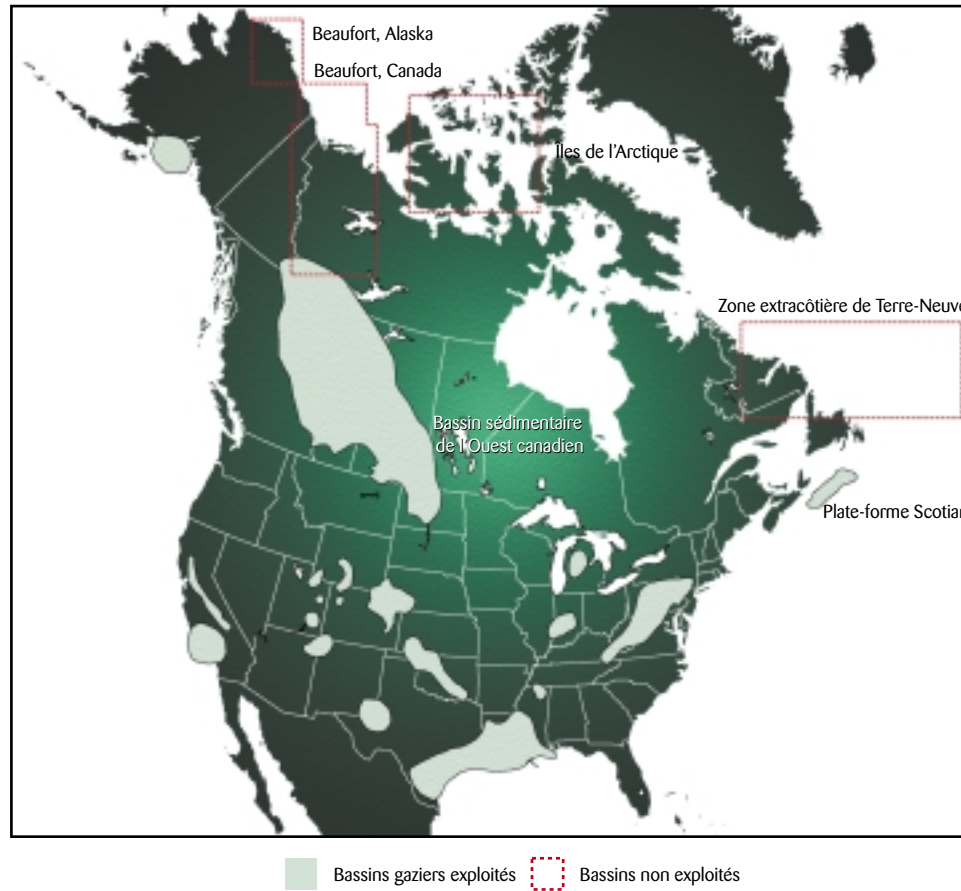 Beaufort, Alaska
Beaufort, Canada
Îles de l'Arctique
Zone extracôtière de Terre-Neuve
Bassin sédimentaire
de l'Ouest canadien
Plate-forme Scotian
Bassins gaziers exploités
Bassins non exploités